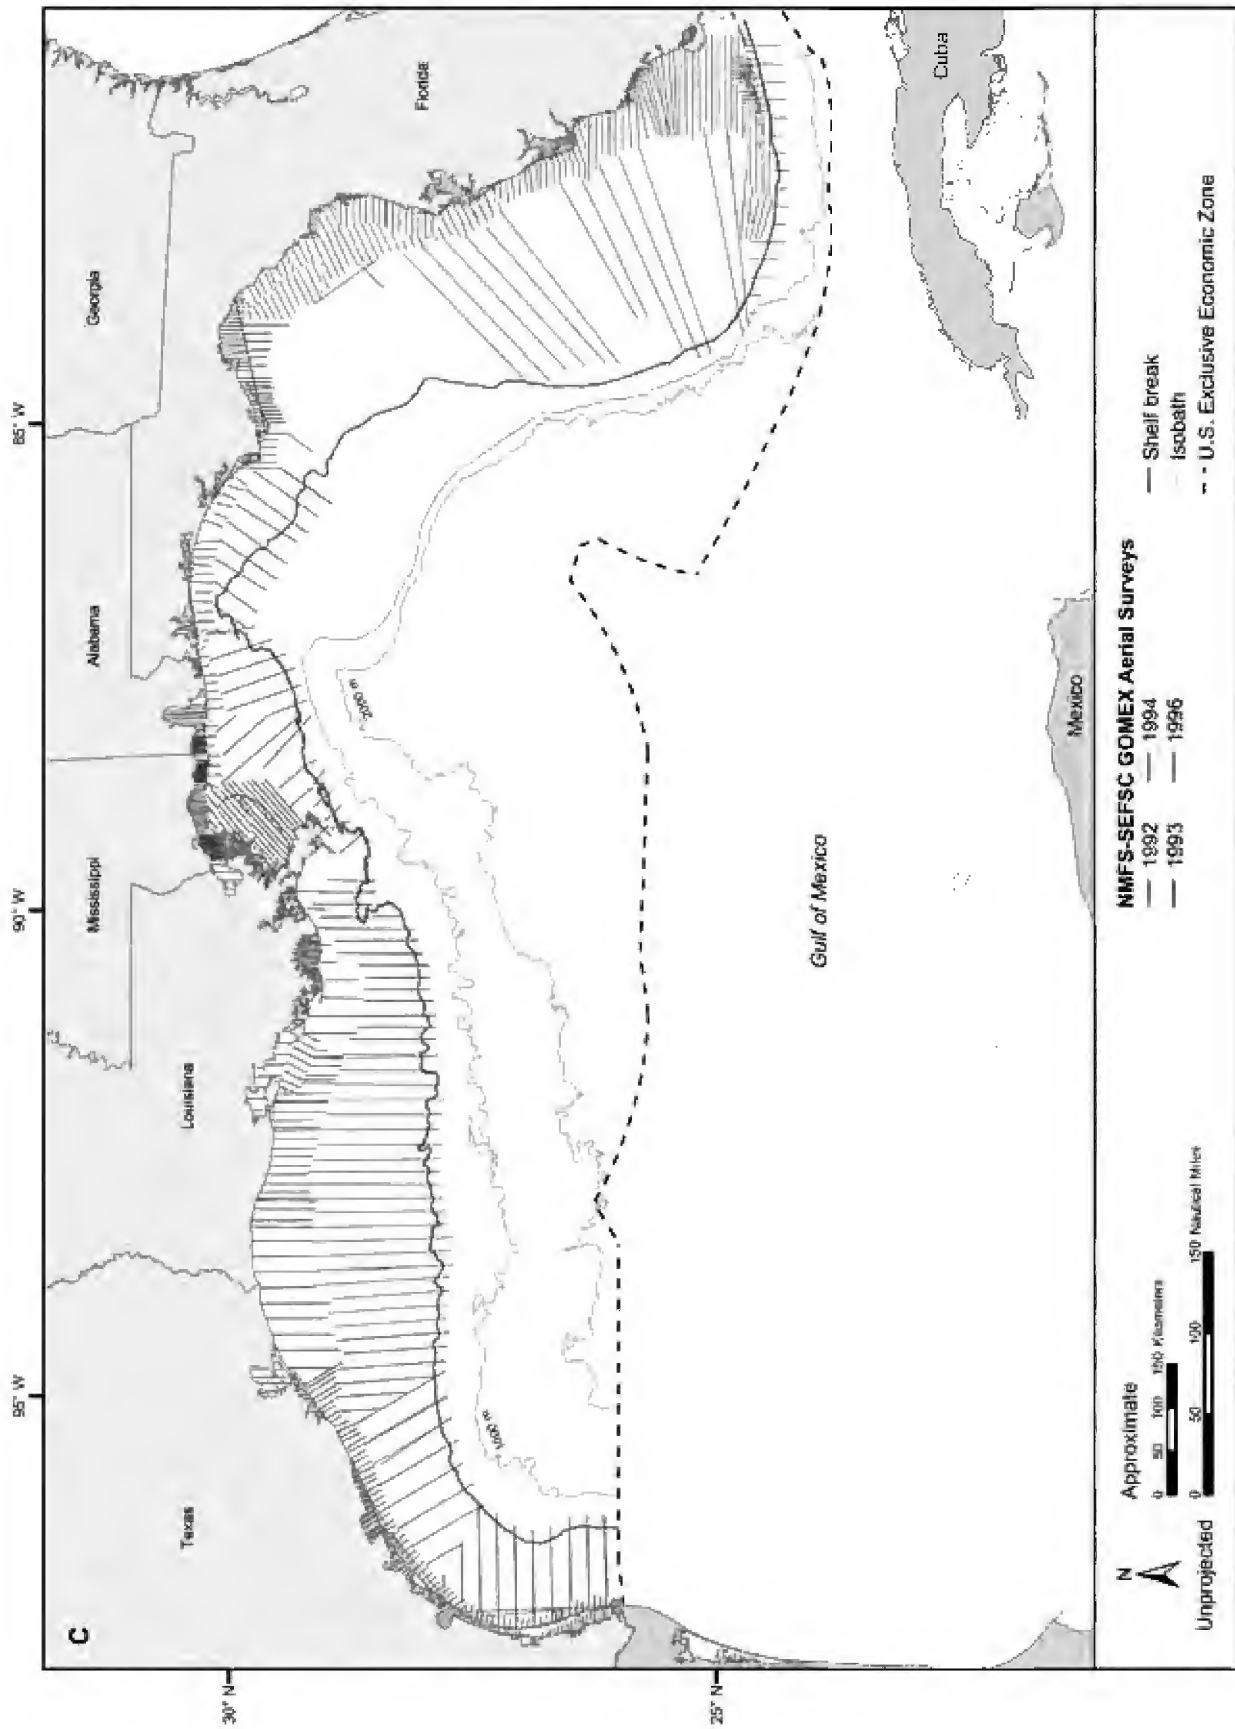 C
95° W
90° W
85° W
30° N
25° N
Texas
Louisiana
Mississippi
Alabama
Georgia
Florida
2000 m
1000 m
Gulf of Mexico
Mexico
Cuba
N
Unprojected
Approximate
0 50 100 150 Kilometers
0 50 100 150 Nautical Miles
NMFS-SEFSC GOMEX Aerial Surveys
1992
1994
1993
1996
Shelf break
Isobath
U.S. Exclusive Economic Zone